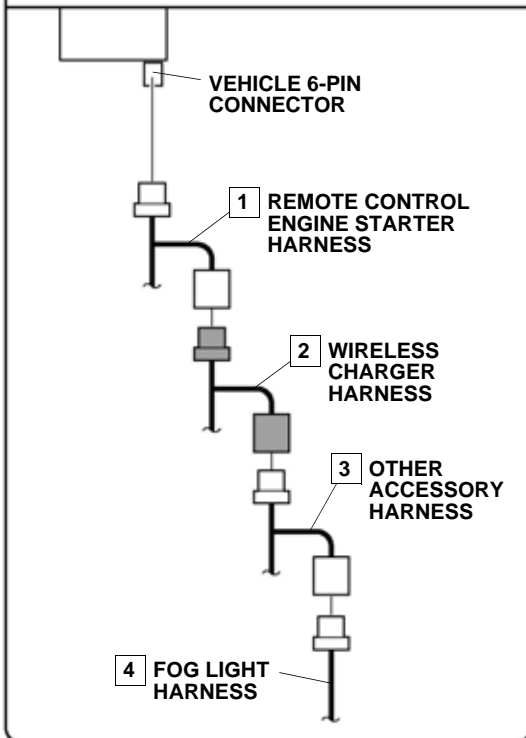 VEHICLE 6-PIN
CONNECTOR
1 REMOTE CONTROL
ENGINE STARTER
HARNESS
2 WIRELESS
CHARGER
HARNESS
3 OTHER
ACCESSORY
HARNESS
4 FOG LIGHT
HARNESS